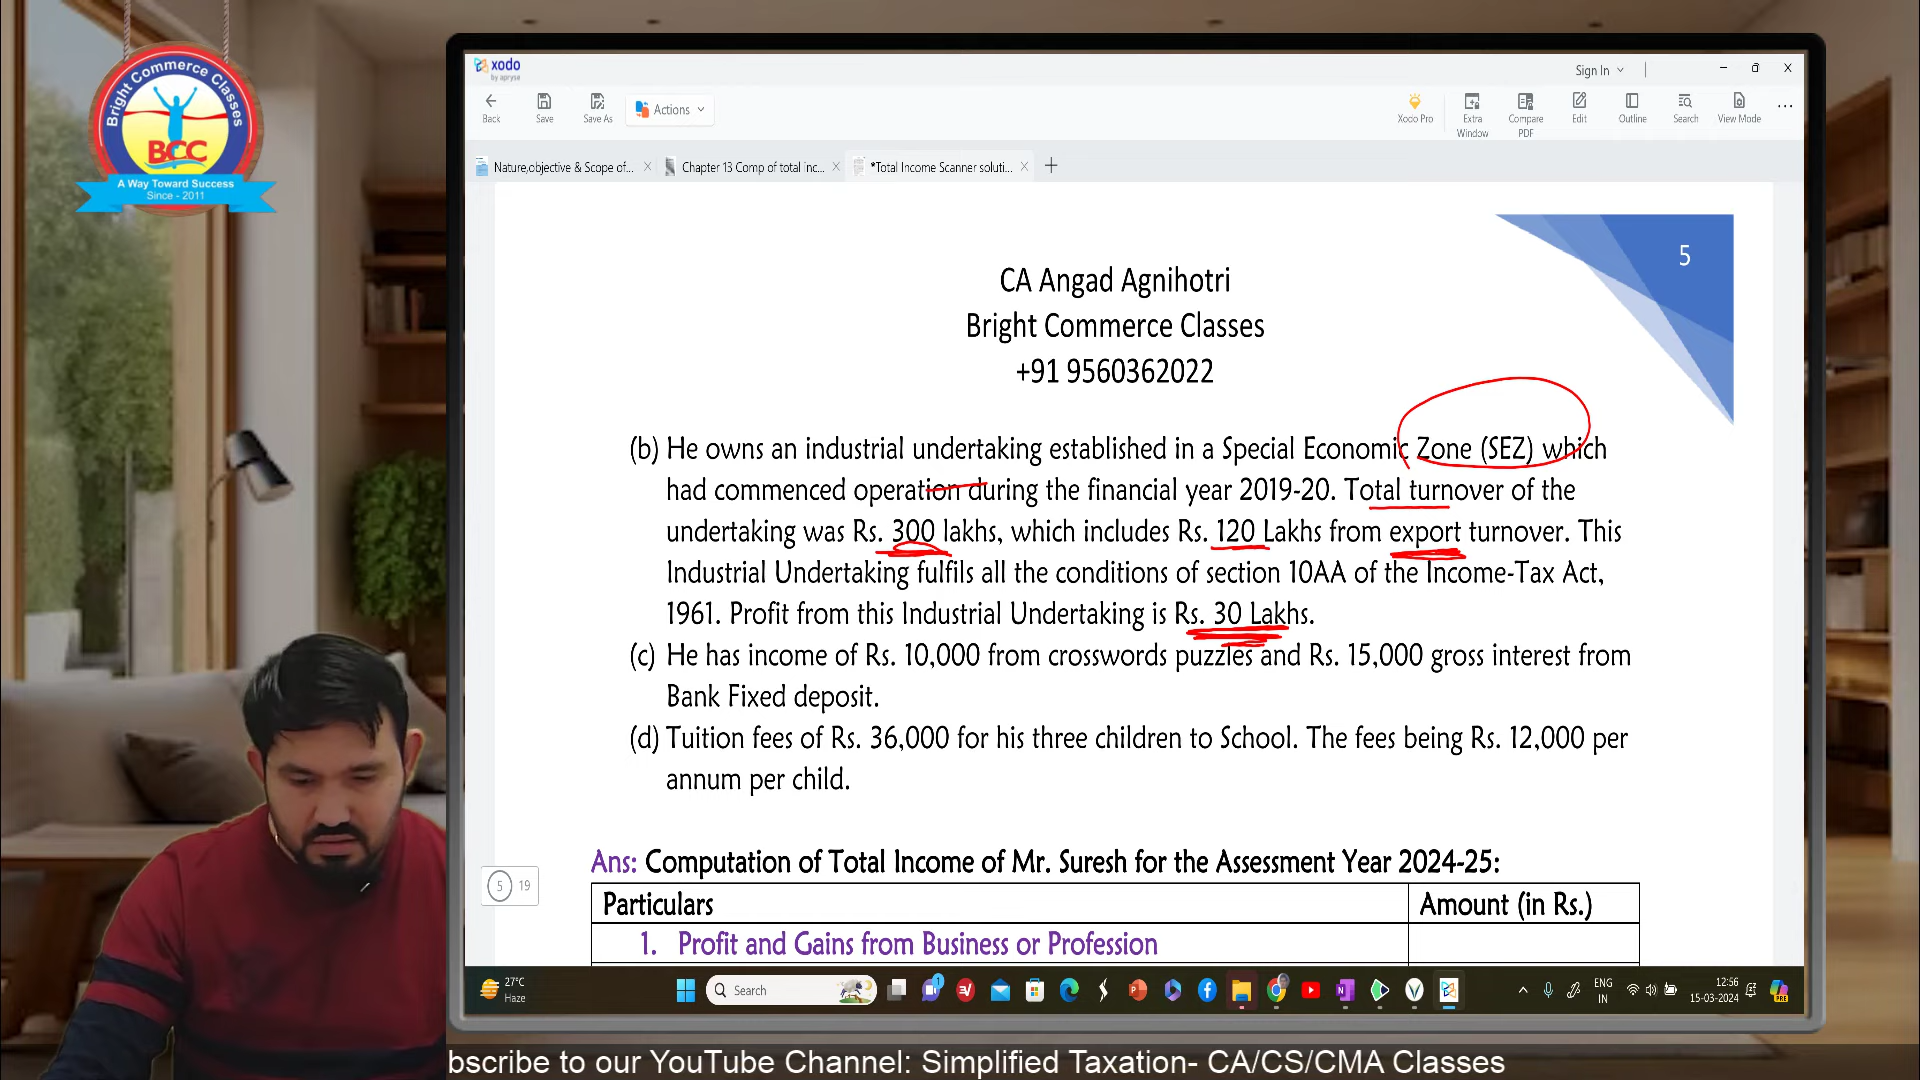 Bright Commerce Classes
BCC
A Way Toward Success
Since - 2011
xodo
by apryse
Sign In
Back
Save
Save As
Actions
Xodo Pro
Extra Window
Compare PDF
Edit
Outline
Search
View Mode
Nature,objective & Scope of...
Chapter 13 Comp of total inc...
*Total Income Scanner soluti...
5
CA Angad Agnihotri
Bright Commerce Classes
+91 9560362022
(b) He owns an industrial undertaking established in a Special Economic Zone (SEZ) which
had commenced operation during the financial year 2019-20. Total turnover of the
undertaking was Rs. 300 lakhs, which includes Rs. 120 Lakhs from export turnover. This
Industrial Undertaking fulfils all the conditions of section 10AA of the Income-Tax Act,
1961. Profit from this Industrial Undertaking is Rs. 30 Lakhs.
(c) He has income of Rs. 10,000 from crosswords puzzles and Rs. 15,000 gross interest from
Bank Fixed deposit.
(d) Tuition fees of Rs. 36,000 for his three children to School. The fees being Rs. 12,000 per
annum per child.
Ans: Computation of Total Income of Mr. Suresh for the Assessment Year 2024-25:
5 19
Particulars Amount (in Rs.)
1. Profit and Gains from Business or Profession
27°C
Haze
Search
ENG
IN
12:56
15-03-2024
bscribe to our YouTube Channel: Simplified Taxation- CA/CS/CMA Classes